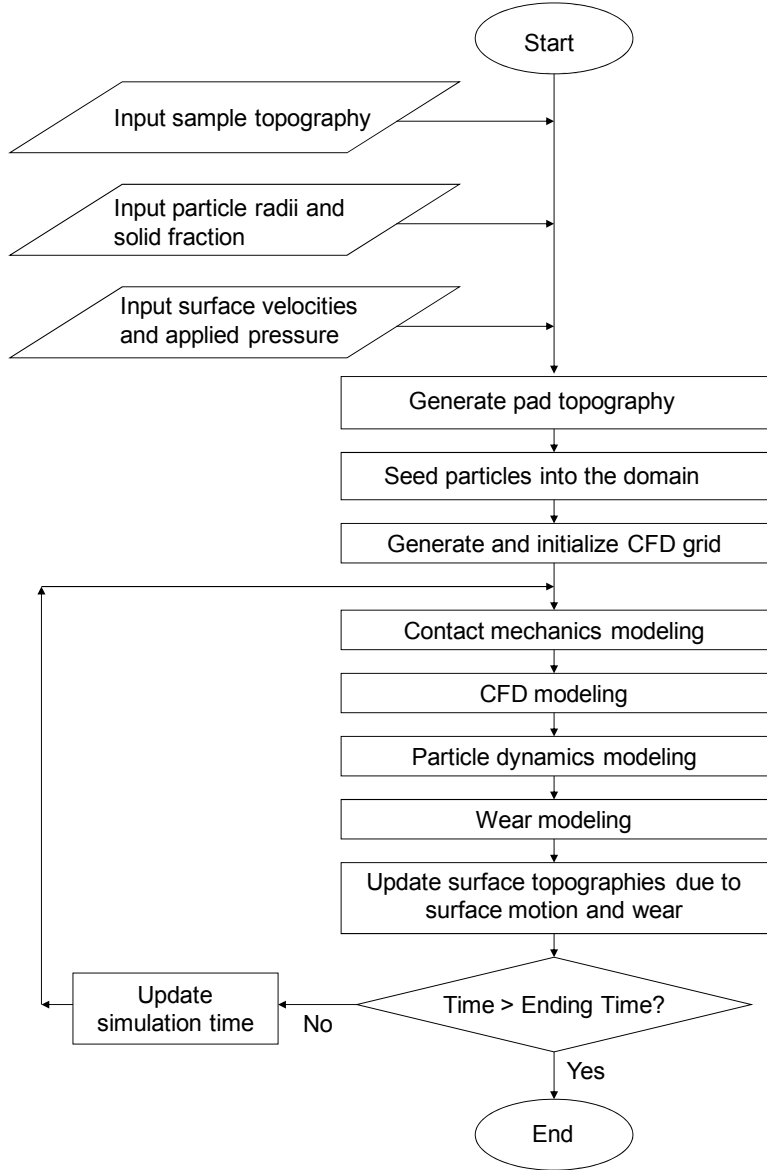 Start
Input sample topography
Input particle radii and
solid fraction
Input surface velocities
and applied pressure
Generate pad topography
Seed particles into the domain
Generate and initialize CFD grid
Contact mechanics modeling
CFD modeling
Particle dynamics modeling
Wear modeling
Update surface topographies due to
surface motion and wear
Time > Ending Time?
No
Update
simulation time
Yes
End